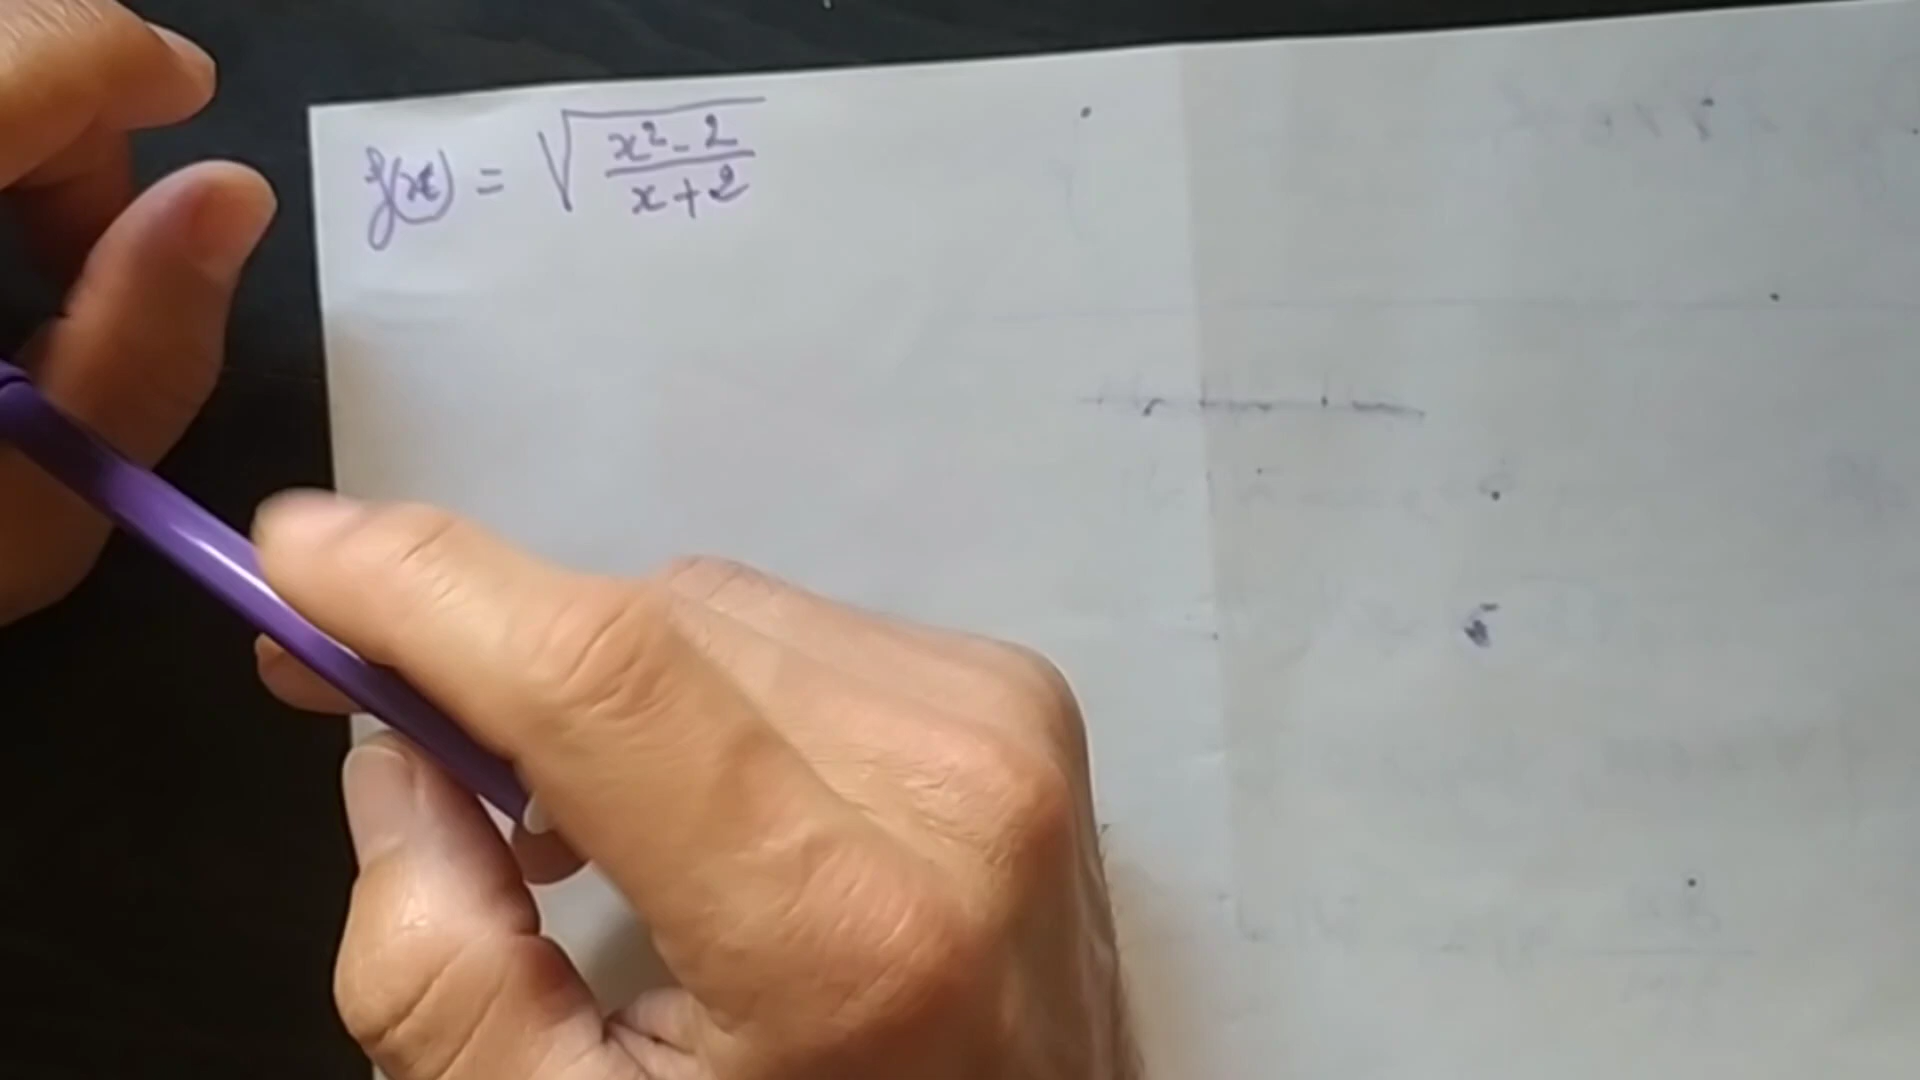 f(x) = √((x² - 2)/(x + 2))